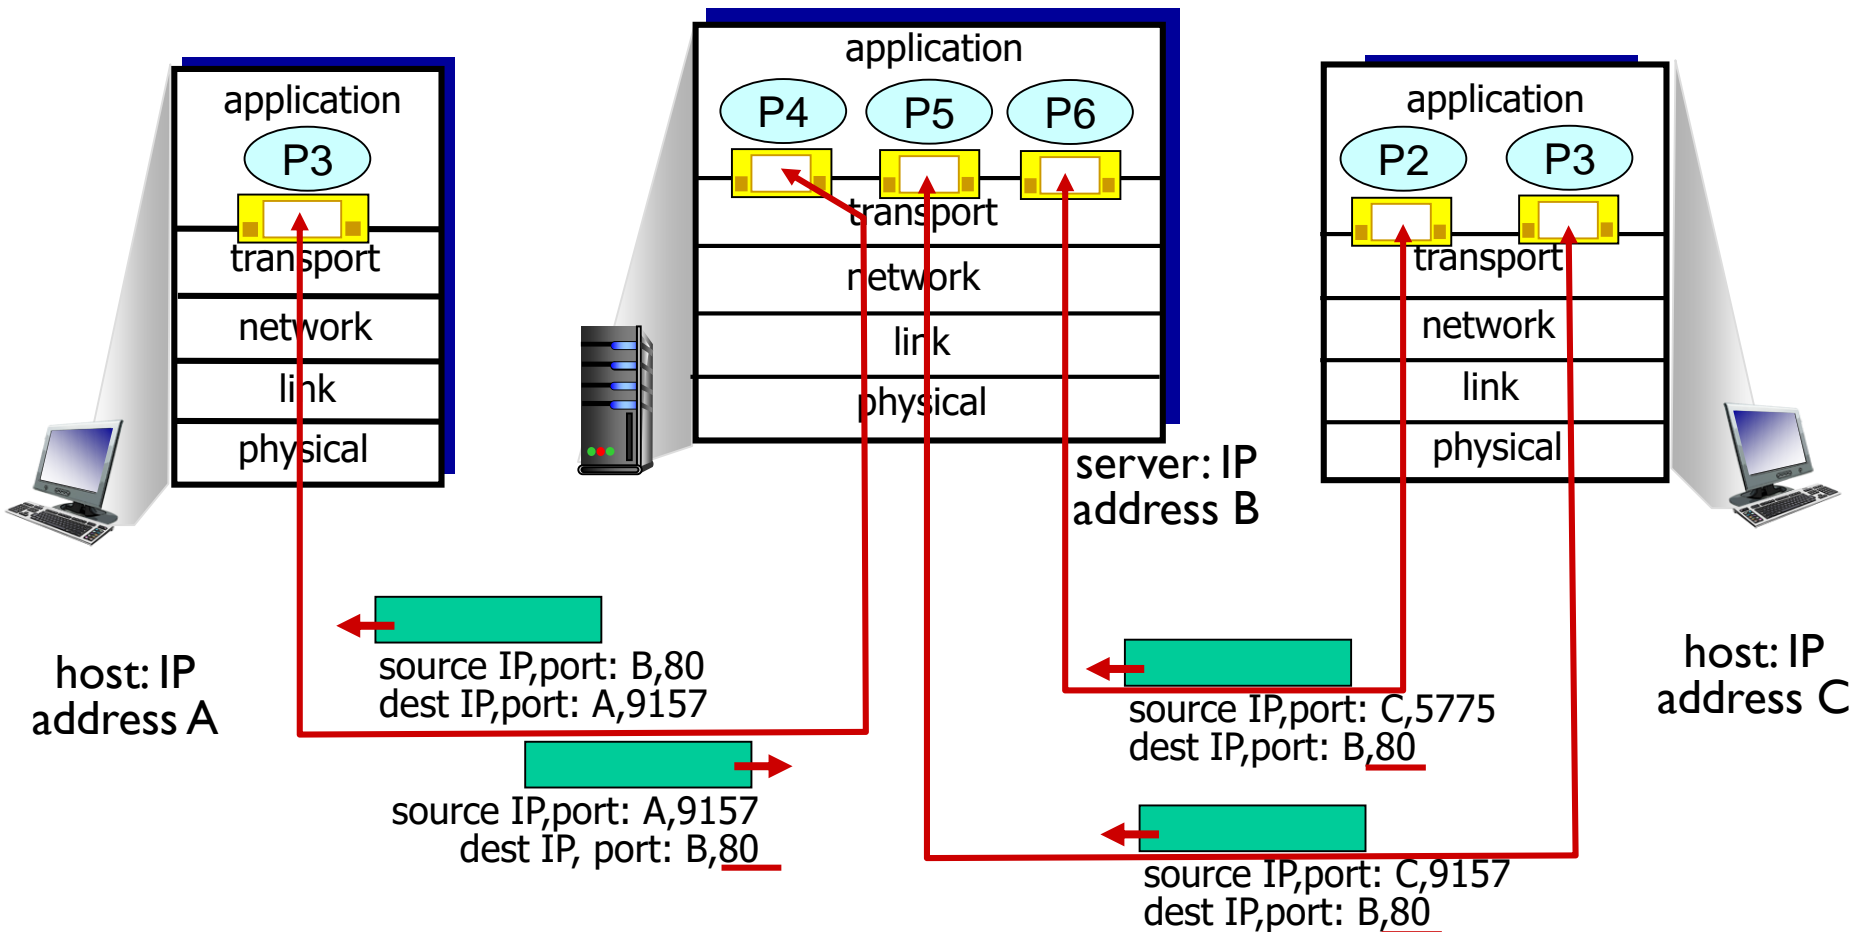 application
P3
transport
network
link
physical
host: IP
address A
application
P4
P5
P6
transport
network
link
physical
server: IP
address B
application
P2
P3
transport
network
link
physical
host: IP
address C
source IP,port: B,80
dest IP,port: A,9157
source IP,port: A,9157
dest IP, port: B,80
source IP,port: C,5775
dest IP,port: B,80
source IP,port: C,9157
dest IP,port: B,80